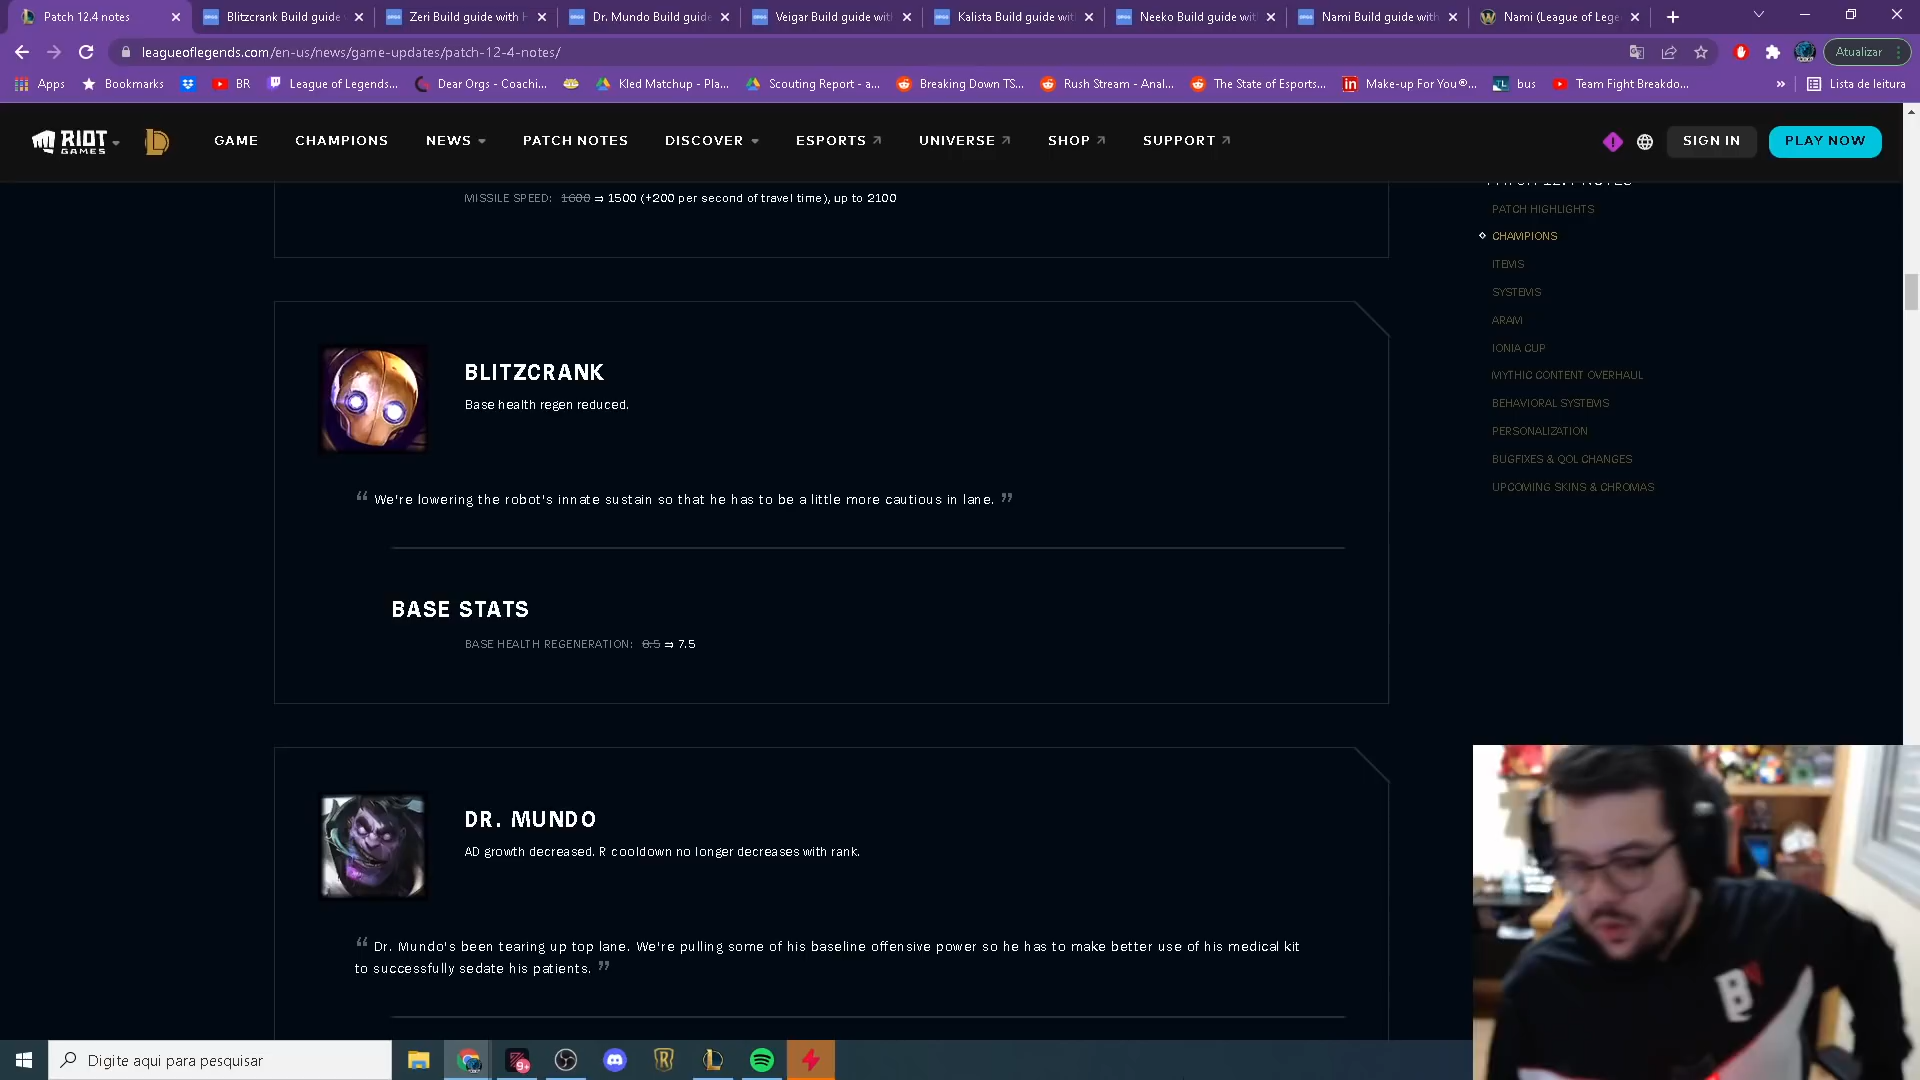 Patch 12.4 notes
Blitzcrank Build guide
Zeri Build guide with
Dr. Mundo Build guide
Veigar Build guide wit
Kalista Build guide wit
Neeko Build guide wit
Nami Build guide with
Nami (League of Lege
leagueoflegends.com/en-us/news/game-updates/patch-12-4-notes/
Atualizar
Apps
Bookmarks
BR
League of Legends...
Dear Orgs - Coachi...
Kled Matchup - Pla...
Scouting Report - a...
Breaking Down TS...
Rush Stream - Anal...
The State of Esports...
Make-up For You®...
bus
Team Fight Breakdo...
»
Lista de leitura
RIOT GAMES
GAME
CHAMPIONS
NEWS
PATCH NOTES
DISCOVER
ESPORTS
UNIVERSE
SHOP
SUPPORT
SIGN IN
PLAY NOW
MISSILE SPEED: 1600 ⇒ 1500 (+200 per second of travel time), up to 2100
BLITZCRANK
Base health regen reduced.
“ We're lowering the robot's innate sustain so that he has to be a little more cautious in lane. ”
BASE STATS
BASE HEALTH REGENERATION: 8.5 ⇒ 7.5
DR. MUNDO
AD growth decreased. R cooldown no longer decreases with rank.
“ Dr. Mundo's been tearing up top lane. We're pulling some of his baseline offensive power so he has to make better use of his medical kit
to successfully sedate his patients. ”
PATCH 12.4 NOTES
PATCH HIGHLIGHTS
CHAMPIONS
ITEMS
SYSTEMS
ARAM
IONIA CUP
MYTHIC CONTENT OVERHAUL
BEHAVIORAL SYSTEMS
PERSONALIZATION
BUGFIXES & QOL CHANGES
UPCOMING SKINS & CHROMAS
Digite aqui para pesquisar
9+